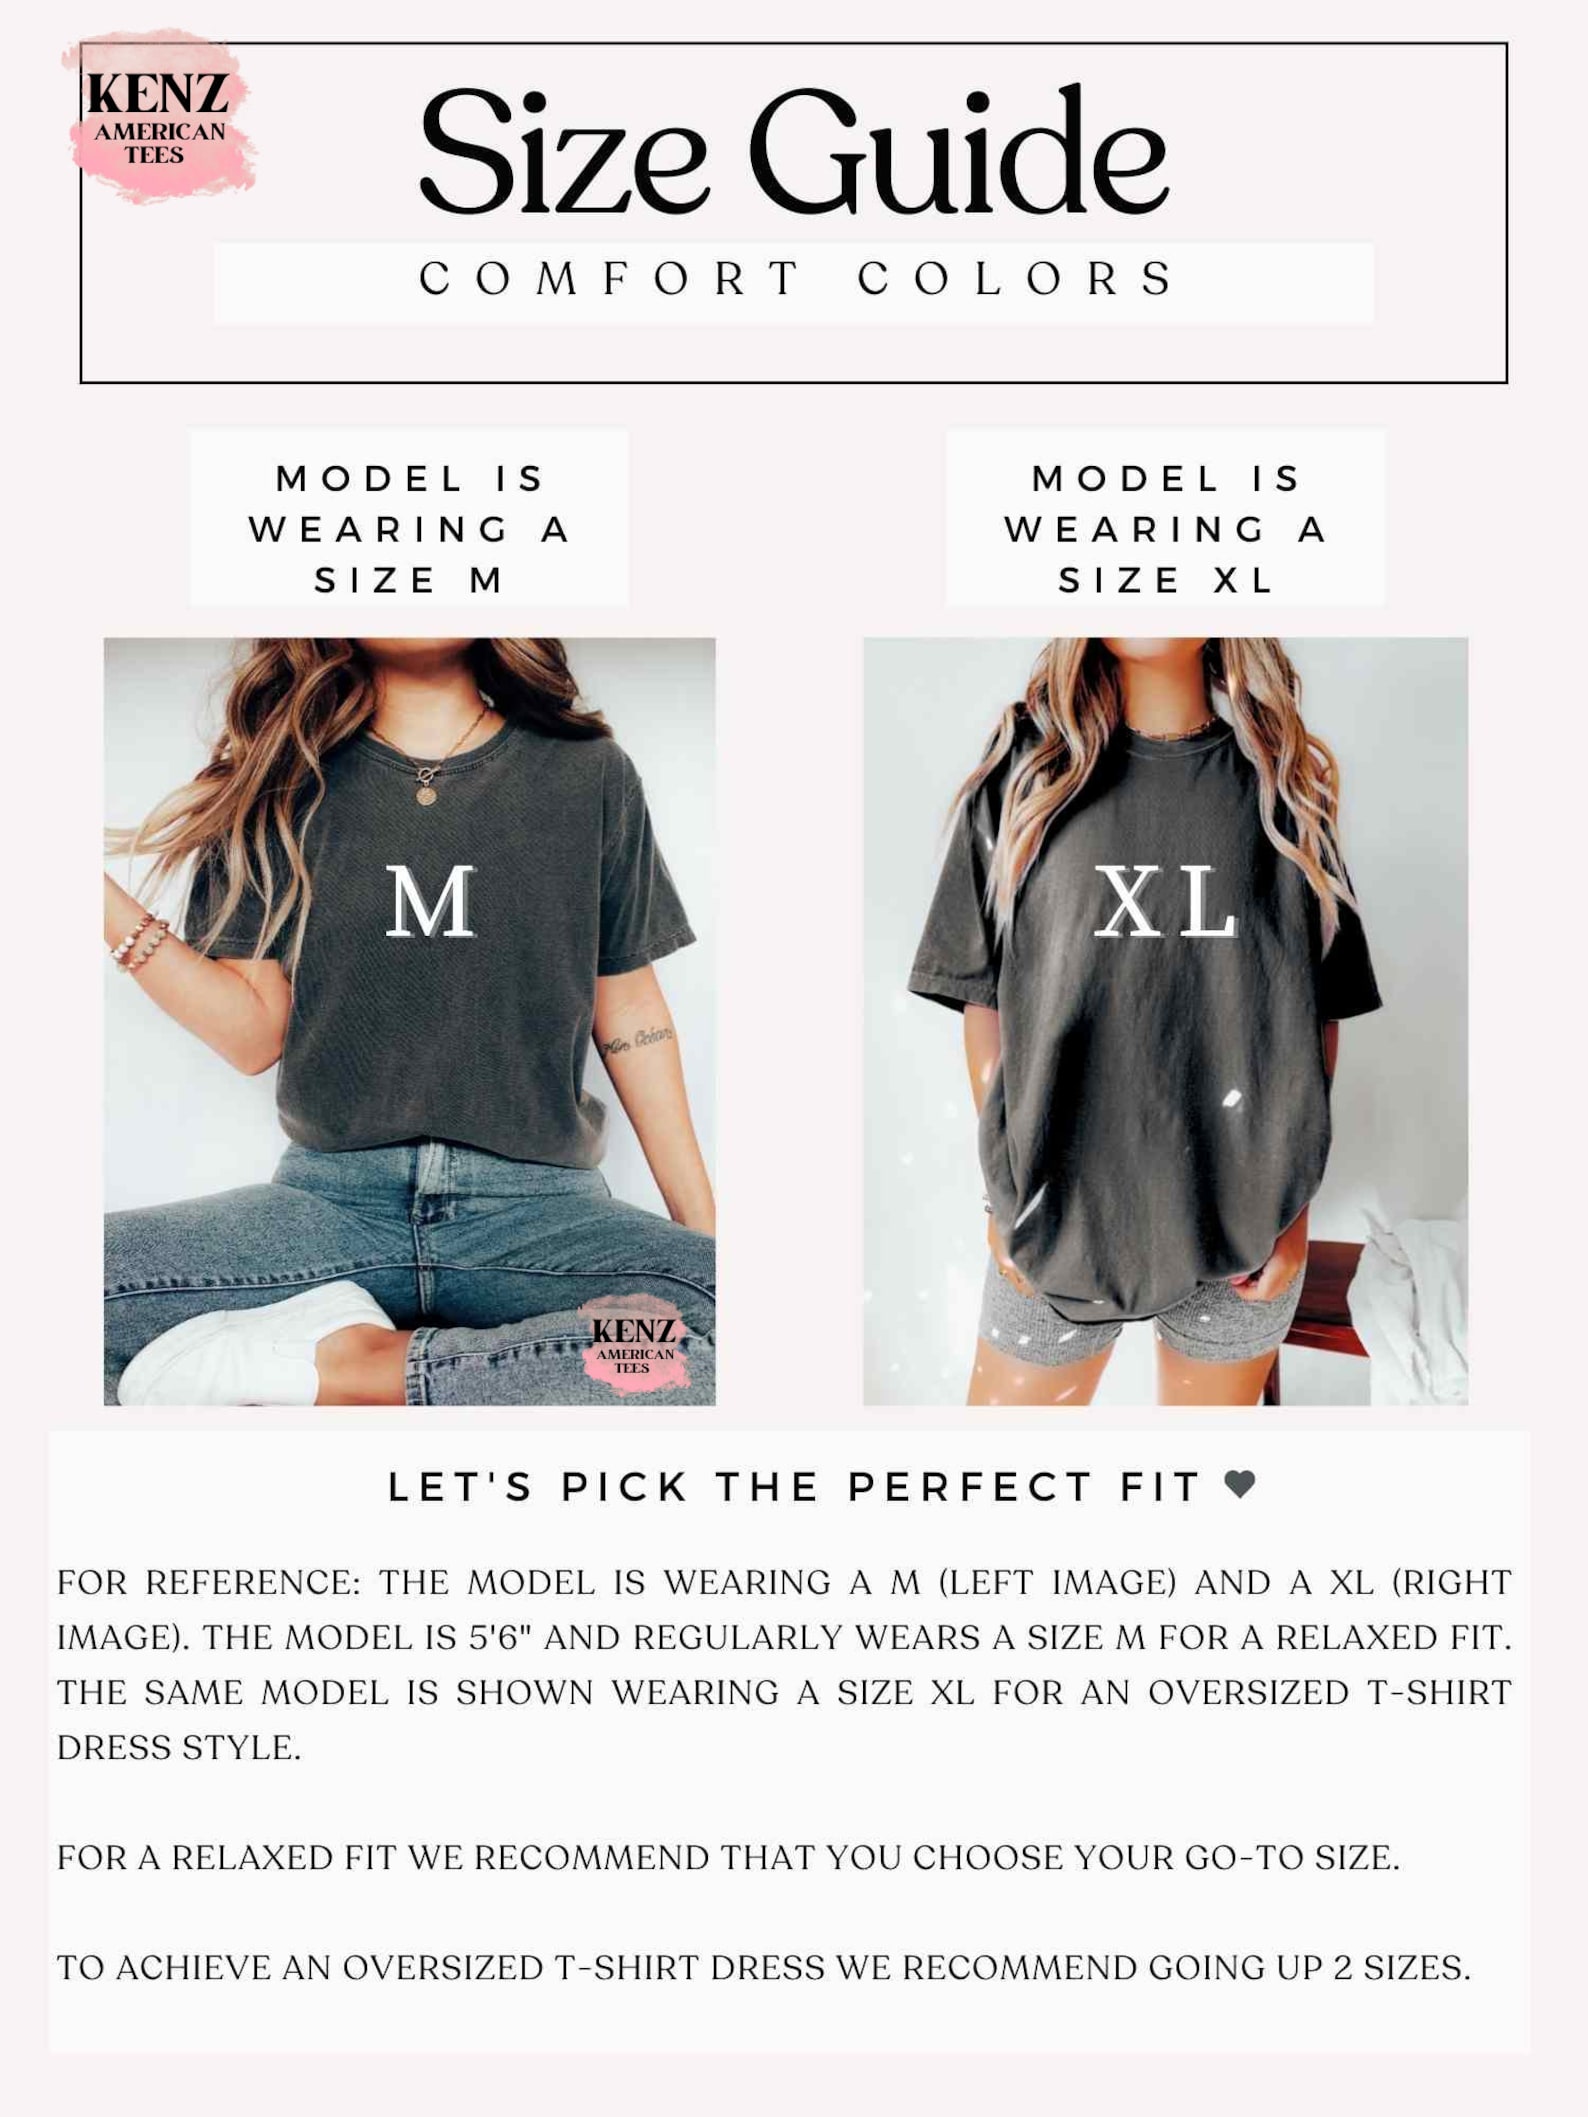 KENZ
AMERICAN
TEES
Size Guide
COMFORT COLORS
MODEL IS
WEARING A
SIZE M
MODEL IS
WEARING A
SIZE XL
M
XL
KENZ
AMERICAN
TEES
LET'S PICK THE PERFECT FIT ♥
FOR REFERENCE: THE MODEL IS WEARING A M (LEFT IMAGE) AND A XL (RIGHT
IMAGE). THE MODEL IS 5'6" AND REGULARLY WEARS A SIZE M FOR A RELAXED FIT.
THE SAME MODEL IS SHOWN WEARING A SIZE XL FOR AN OVERSIZED T-SHIRT
DRESS STYLE.
FOR A RELAXED FIT WE RECOMMEND THAT YOU CHOOSE YOUR GO-TO SIZE.
TO ACHIEVE AN OVERSIZED T-SHIRT DRESS WE RECOMMEND GOING UP 2 SIZES.